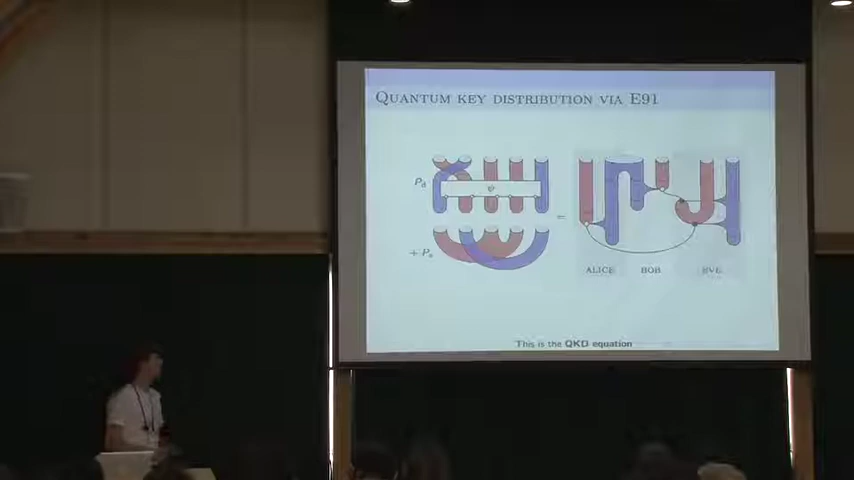 QUANTUM KEY DISTRIBUTION VIA E91
P
ψ
=
+ P
ALICE BOB EVE
This is the QKD equation